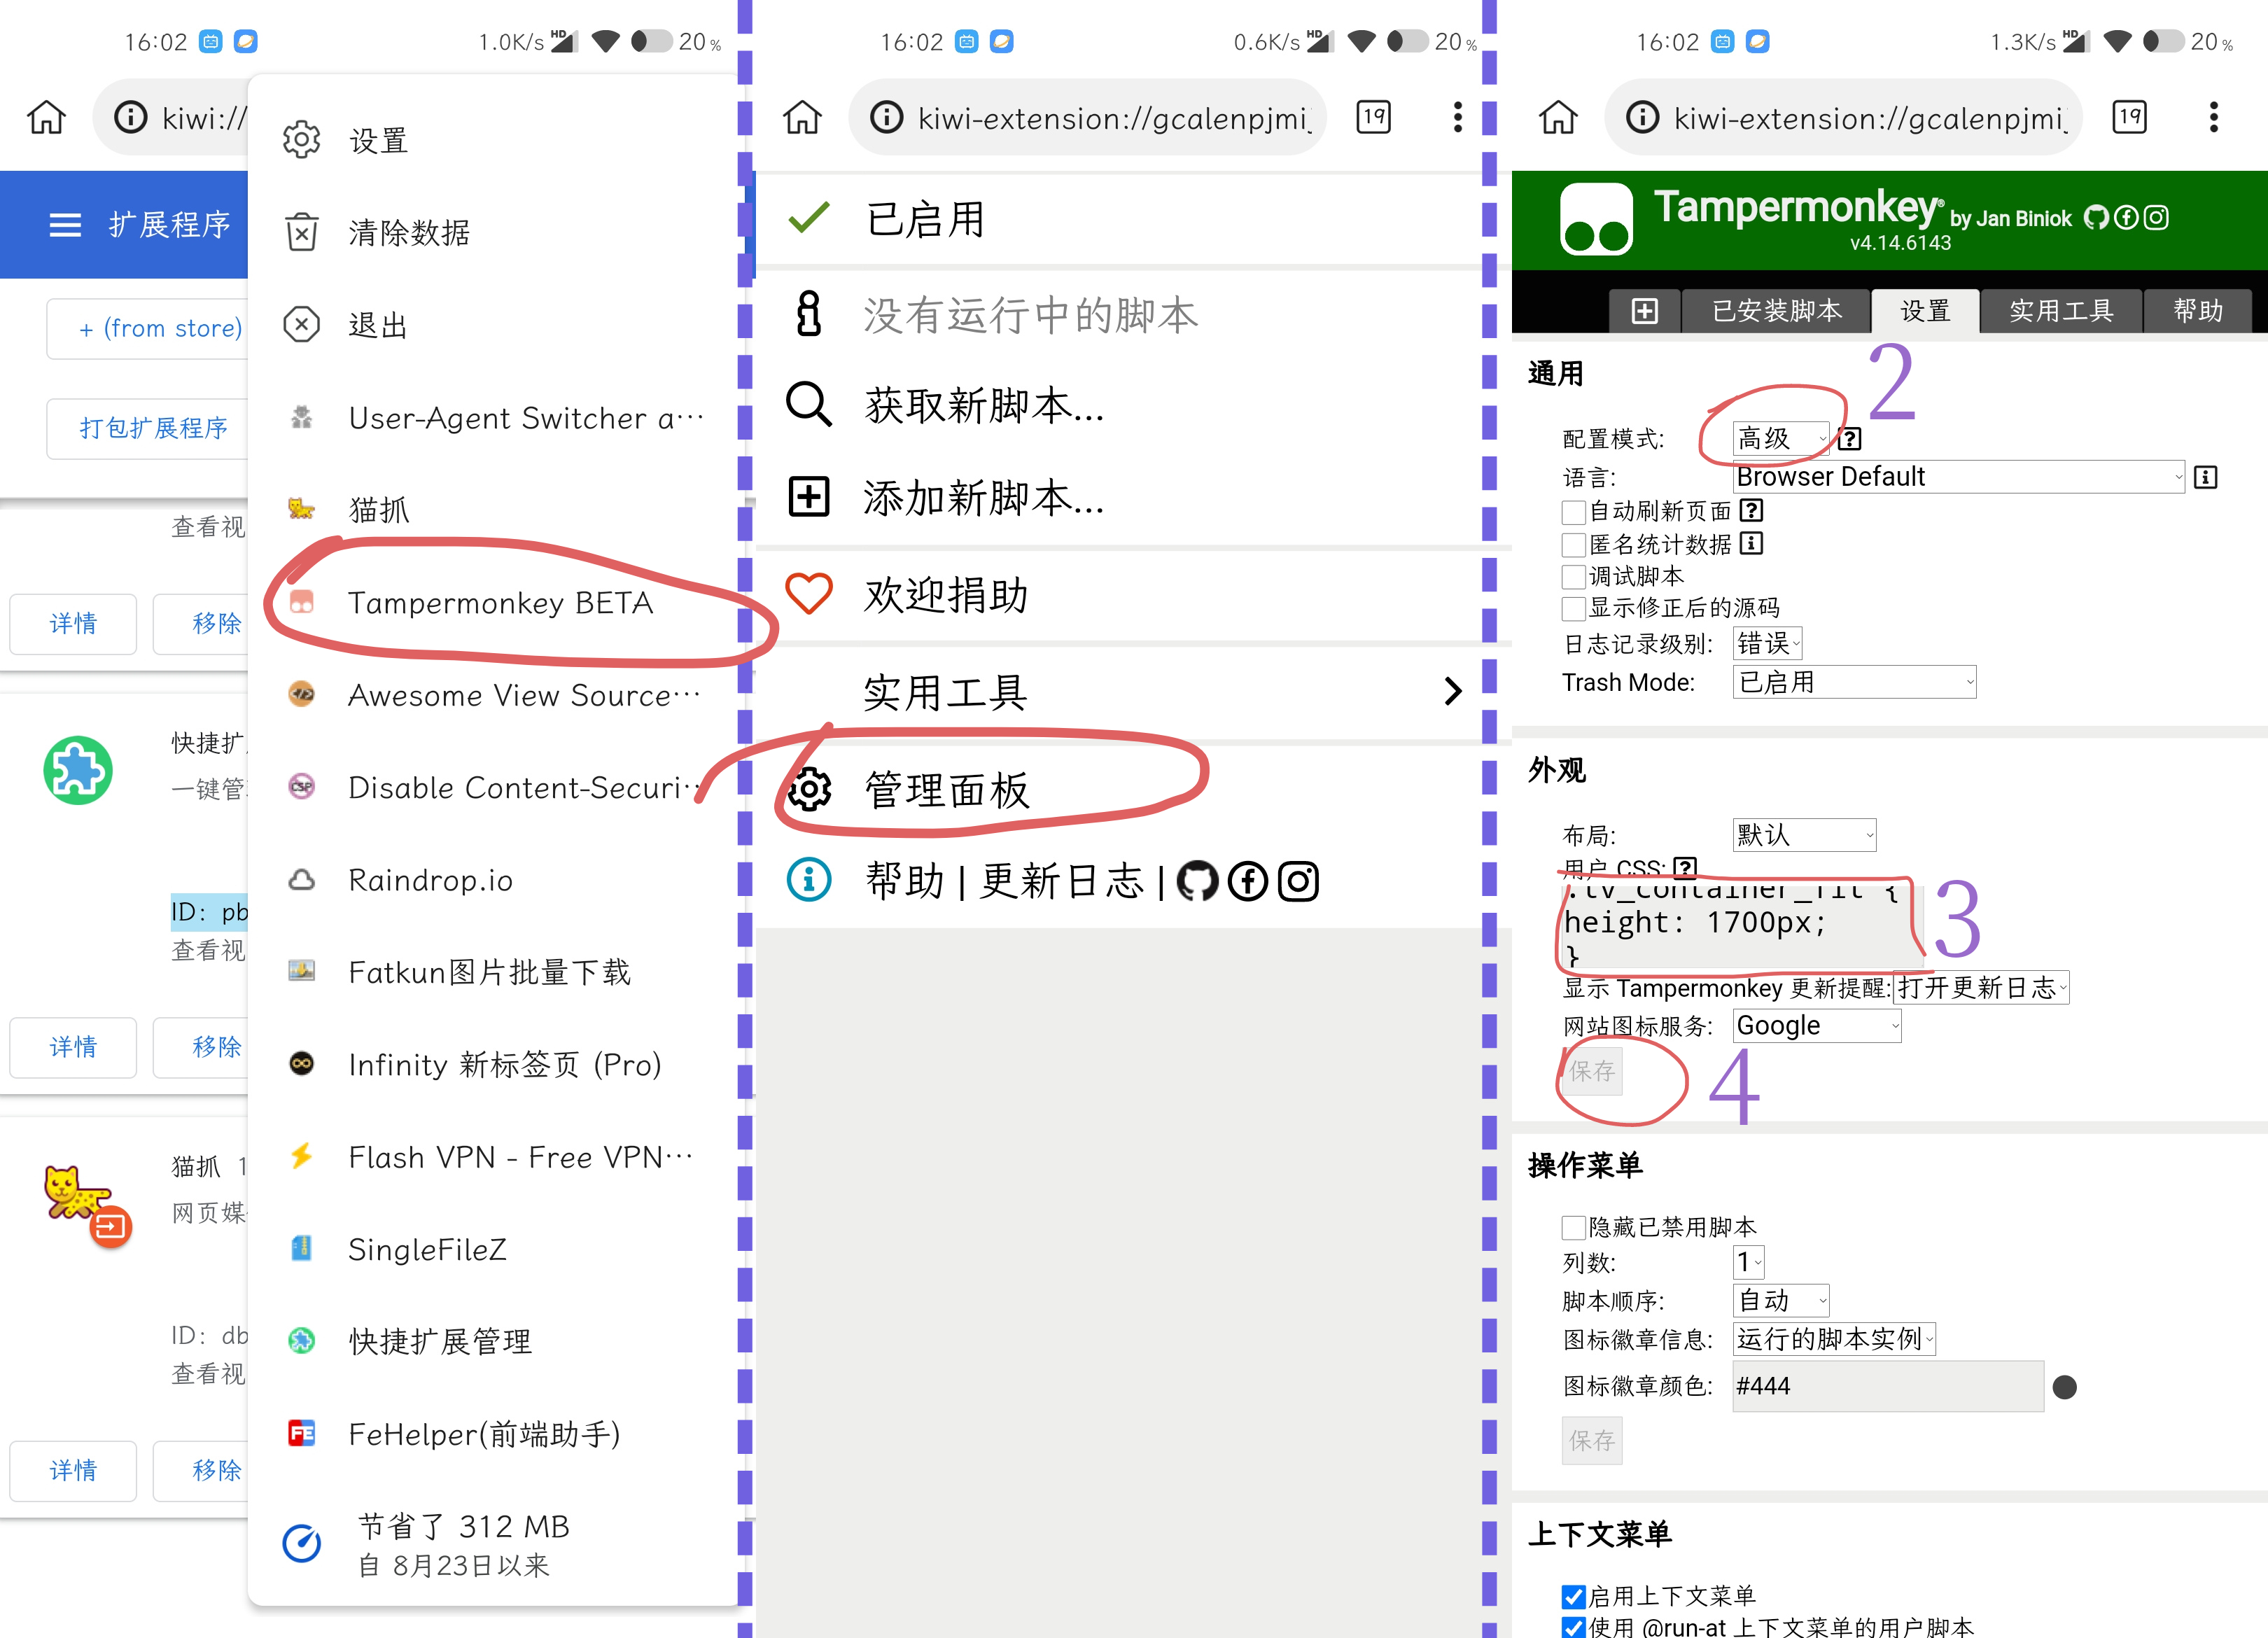 16:02
1.0K/s HD 20%
kiwi://
扩展程序
+ (from store)
打包扩展程序
查看视
详情
移除
快捷扩
一键管
ID: pb
查看视
详情
移除
猫抓 1
网页媒
ID: db
查看视
详情
移除
设置
清除数据
退出
User-Agent Switcher a…
猫抓
Tampermonkey BETA
Awesome View Source…
Disable Content-Securi…
CSP
Raindrop.io
Fatkun图片批量下载
Infinity 新标签页 (Pro)
Flash VPN - Free VPN…
SingleFileZ
快捷扩展管理
FE
FeHelper(前端助手)
节省了 312 MB
自 8月23日以来
16:02
0.6K/s HD 20%
kiwi-extension://gcalenpjmij
19
已启用
没有运行中的脚本
获取新脚本...
添加新脚本...
欢迎捐助
实用工具
管理面板
帮助 | 更新日志 |
16:02
1.3K/s HD 20%
kiwi-extension://gcalenpjmij
19
Tampermonkey® by Jan Biniok
v4.14.6143
已安装脚本
设置
实用工具
帮助
通用
2
配置模式: 高级
语言: Browser Default
自动刷新页面
匿名统计数据
调试脚本
显示修正后的源码
日志记录级别: 错误
Trash Mode: 已启用
外观
布局: 默认
用户 CSS:
.tv_container_fit {
height: 1700px;
}
3
显示 Tampermonkey 更新提醒: 打开更新日志
网站图标服务: Google
保存
4
操作菜单
隐藏已禁用脚本
列数: 1
脚本顺序: 自动
图标徽章信息: 运行的脚本实例
图标徽章颜色: #444
保存
上下文菜单
启用上下文菜单
使用 @run-at 上下文菜单的用户脚本